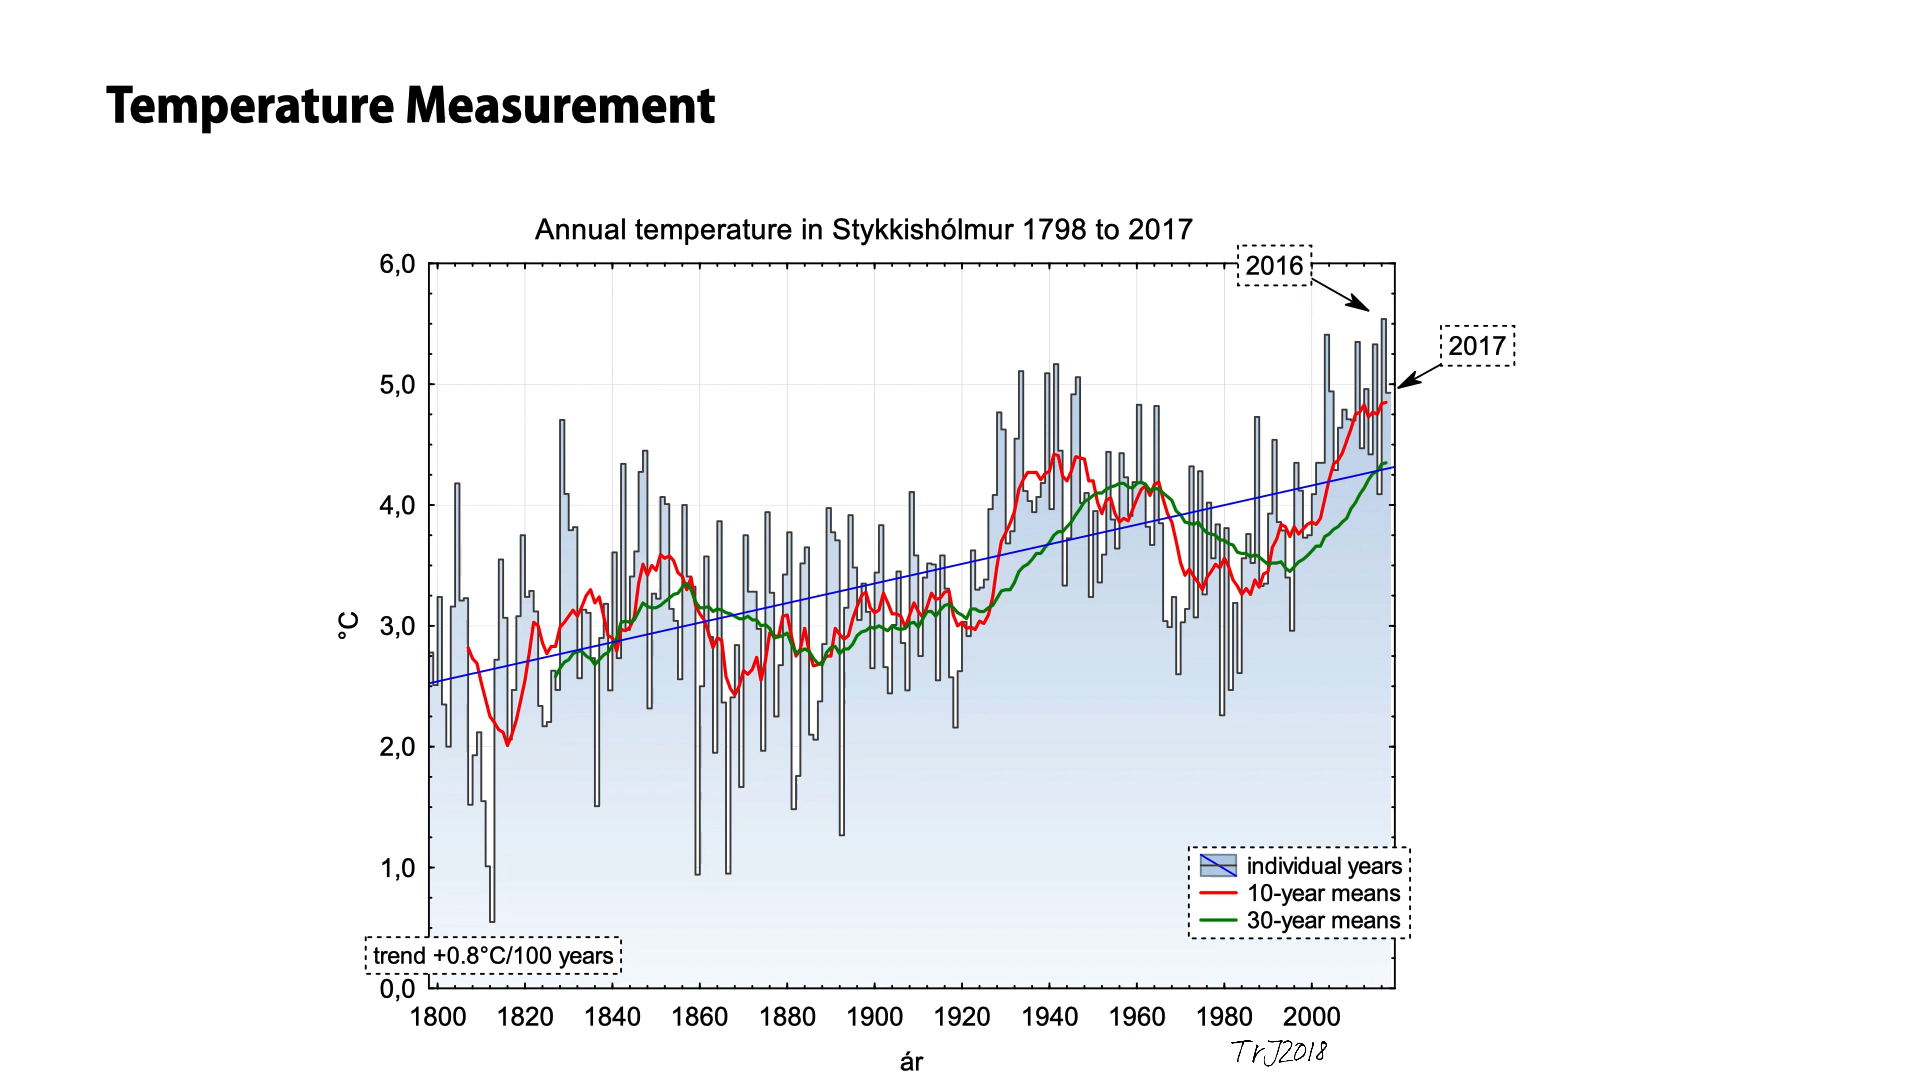 Temperature Measurement
Annual temperature in Stykkishólmur 1798 to 2017
2016
2017
6,0
5,0
4,0
3,0
2,0
1,0
0,0
°C
individual years
10-year means
30-year means
trend +0.8°C/100 years
1800 1820 1840 1860 1880 1900 1920 1940 1960 1980 2000
ár
TrJ2018